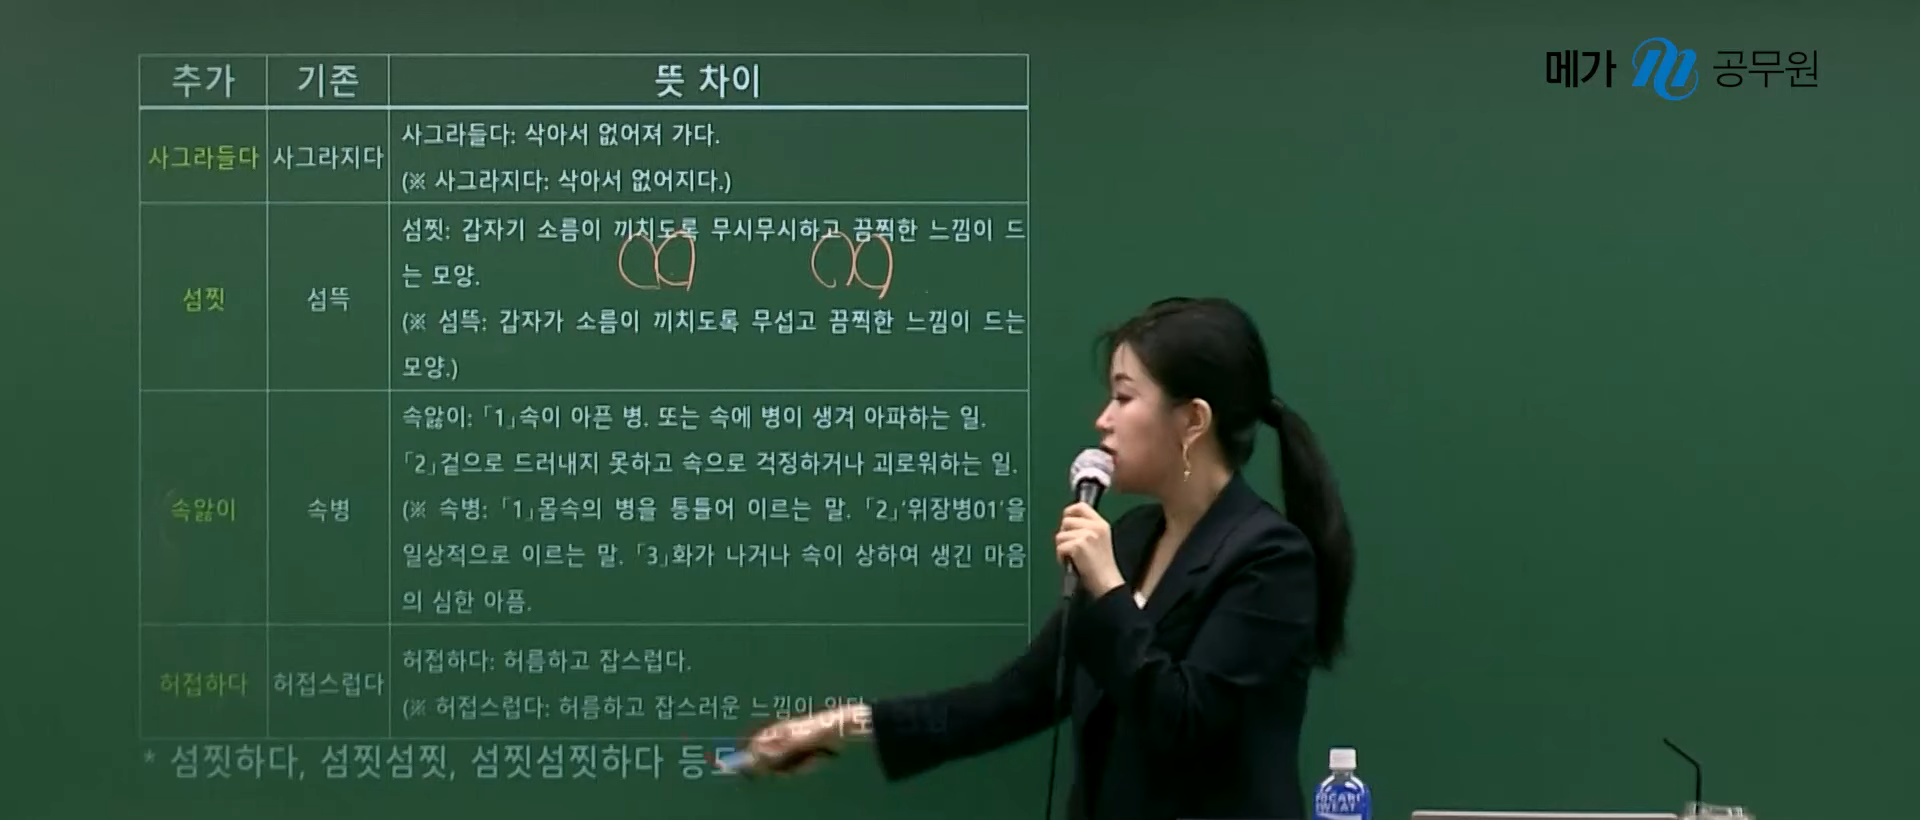 메가 공무원
추가 기존 뜻 차이
사그라들다 사그라지다 사그라들다: 삭아서 없어져 가다.
(※ 사그라지다: 삭아서 없어지다.)
섬찟 섬뜩 섬찟: 갑자기 소름이 끼치도록 무시무시하고 끔찍한 느낌이 드
는 모양.
(※ 섬뜩: 갑자가 소름이 끼치도록 무섭고 끔찍한 느낌이 드는
모양.)
속앓이 속병 속앓이: 「1」속이 아픈 병. 또는 속에 병이 생겨 아파하는 일.
「2」겉으로 드러내지 못하고 속으로 걱정하거나 괴로워하는 일.
(※ 속병: 「1」몸속의 병을 통틀어 이르는 말. 「2」‘위장병01’을
일상적으로 이르는 말. 「3」화가 나거나 속이 상하여 생긴 마음
의 심한 아픔.
허접하다 허접스럽다 허접하다: 허름하고 잡스럽다.
(※ 허접스럽다: 허름하고 잡스러운 느낌이
* 섬찟하다, 섬찟섬찟, 섬찟섬찟하다 등도
POCARI
SWEAT